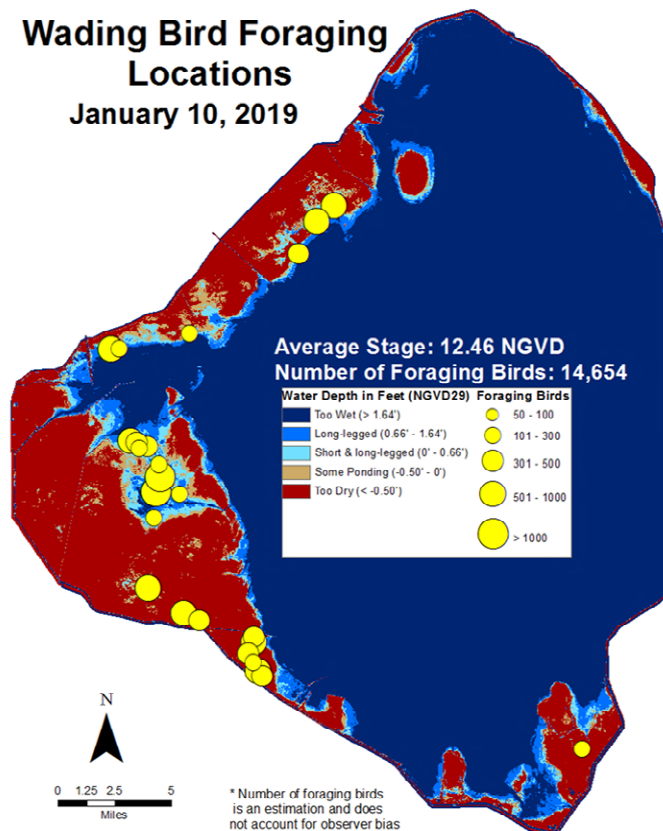 Wading Bird Foraging
Locations
January 10, 2019
Average Stage: 12.46 NGVD
Number of Foraging Birds: 14,654
Water Depth in Feet (NGVD29)
Too Wet (> 1.64')
Long-legged (0.66' - 1.64')
Short & long-legged (0' - 0.66')
Some Ponding (-0.50' - 0')
Too Dry (< -0.50')
Foraging Birds
50 - 100
101 - 300
301 - 500
501 - 1000
> 1000
N
0 1.25 2.5 5
Miles
* Number of foraging birds
is an estimation and does
not account for observer bias